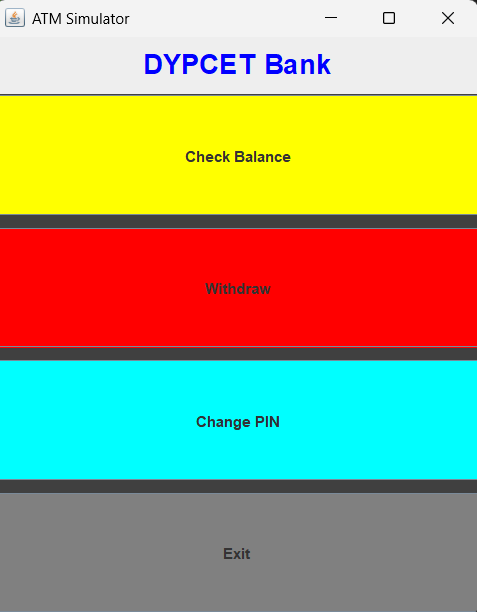 ATM Simulator
DYPCET Bank
Check Balance
Withdraw
Change PIN
Exit